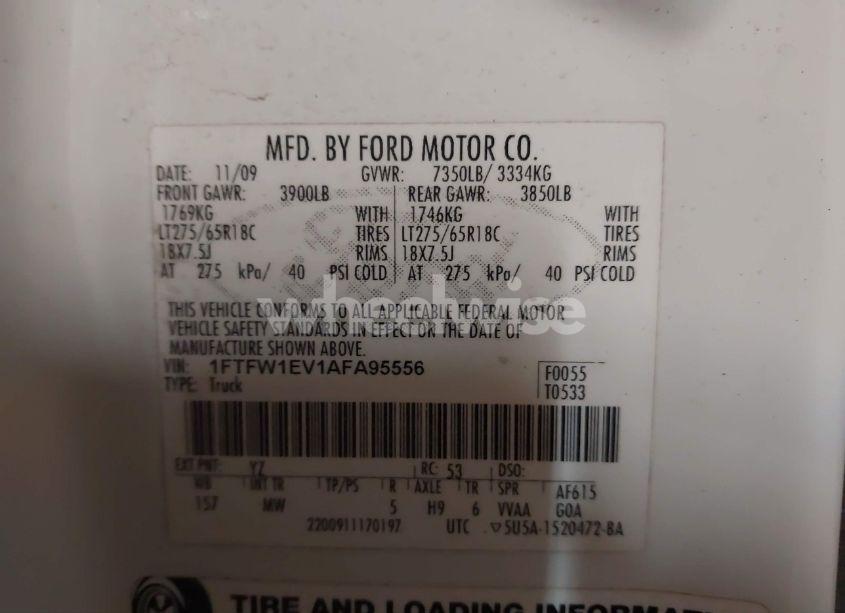 MFD. BY FORD MOTOR CO.
DATE: 11/09 GVWR: 7350LB/ 3334KG
FRONT GAWR: 3900LB REAR GAWR: 3850LB
1769KG WITH 1746KG WITH
LT275/65R18C TIRES LT275/65R18C TIRES
18X7.5J RIMS 18X7.5J RIMS
AT 275 kPa/ 40 PSI COLD AT 275 kPa/ 40 PSI COLD
wheelwise
THIS VEHICLE CONFORMS TO ALL APPLICABLE FEDERAL MOTOR
VEHICLE SAFETY STANDARDS IN EFFECT ON THE DATE OF
MANUFACTURE SHOWN ABOVE.
VIN: 1FTFW1EV1AFA95556 F0055
TYPE: Truck T0533
EXT PNT: YZ RC: 53 DSO:
WB INT TR TP/PS R AXLE TR SPR AF615
157 MW 5 H9 6 VVAA GOA
2200911170197 UTC ▽5U5A-1520472-BA
TIRE AND LOADING INFORMA